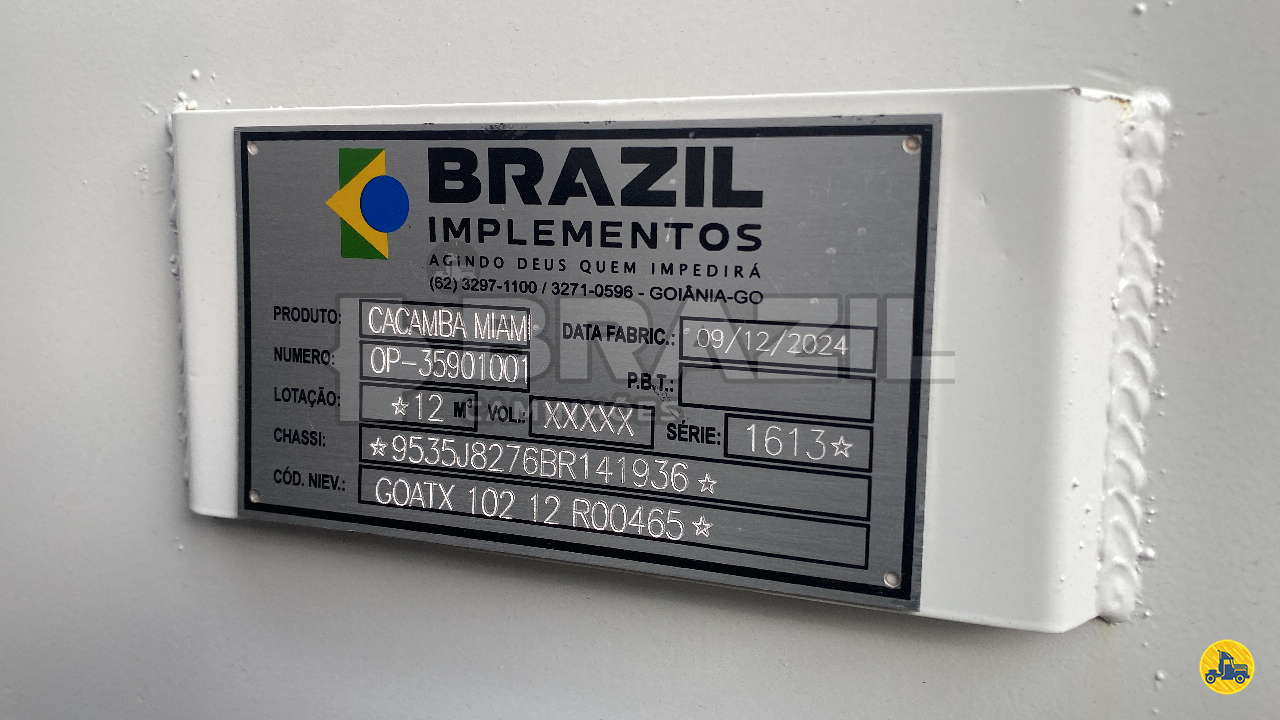 BRAZIL
IMPLEMENTOS
AGINDO DEUS QUEM IMPEDIRÁ
(62) 3297-1100 / 3271-0596 - GOIÂNIA-GO
PRODUTO: CACAMBA MIAMI DATA FABRIC.: 09/12/2024
NUMERO: OP-35901001 P.B.T.:
LOTAÇÃO: ☆12 M³ VOL.: XXXXX SÉRIE: 1613☆
CHASSI: ☆9535J8276BR141936☆
CÓD. NIEV.: GOATX 102 12 R00465☆
BRAZIL
CAMINHÕES